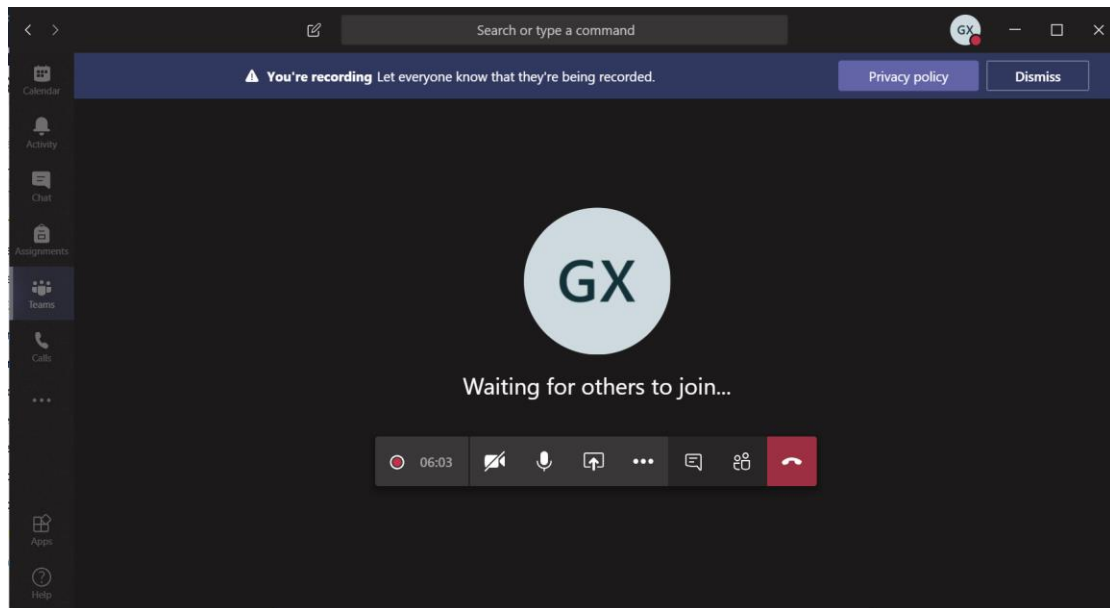 Search or type a command
GX
Calendar
You're recording Let everyone know that they're being recorded.
Privacy policy
Dismiss
Activity
Chat
Assignments
Teams
Calls
GX
Waiting for others to join...
06:03
Apps
Help